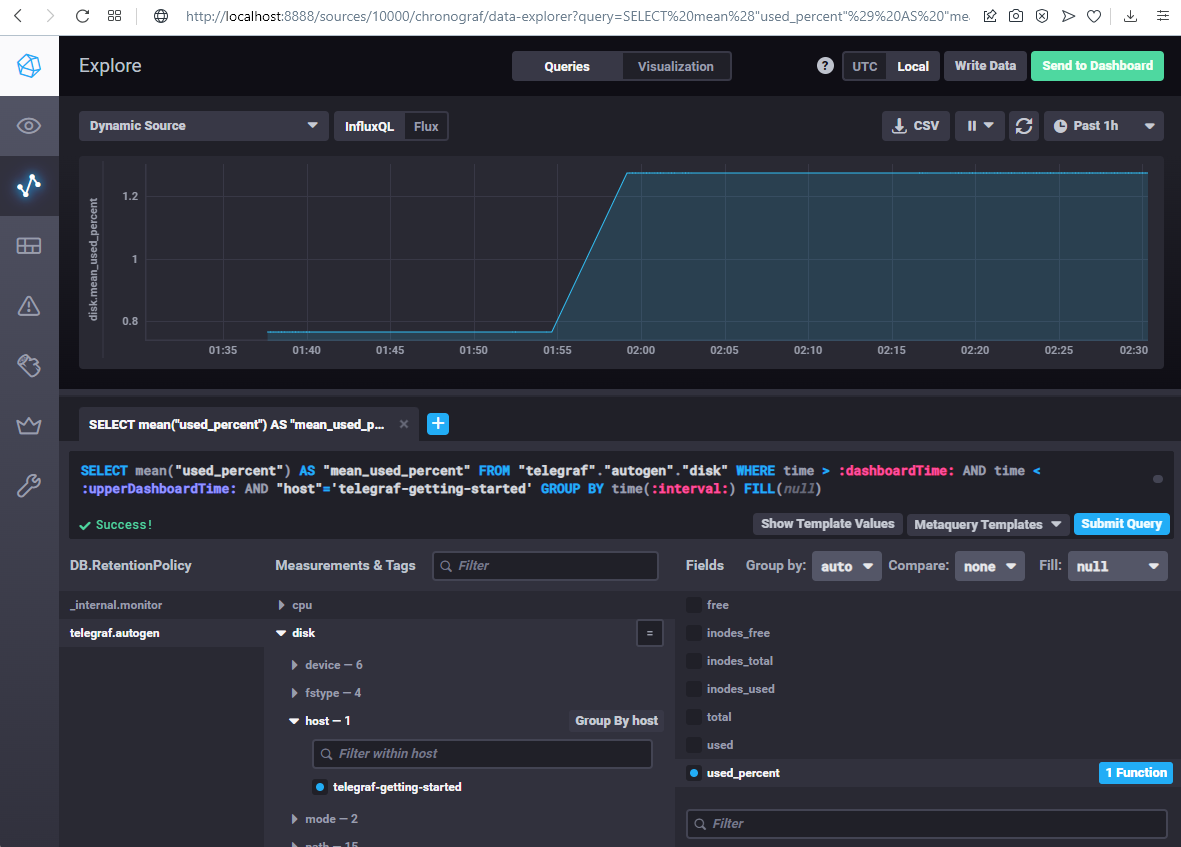 http://localhost:8888/sources/10000/chronograf/data-explorer?query=SELECT%20mean%28"used_percent"%29%20AS%20"me
Explore
Queries
Visualization
?
UTC
Local
Write Data
Send to Dashboard
Dynamic Source
InfluxQL
Flux
CSV
Past 1h
disk.mean_used_percent
1.2
1
0.8
01:35
01:40
01:45
01:50
01:55
02:00
02:05
02:10
02:15
02:20
02:25
02:30
SELECT mean("used_percent") AS "mean_used_p...
SELECT mean("used_percent") AS "mean_used_percent" FROM "telegraf"."autogen"."disk" WHERE time > :dashboardTime: AND time <
:upperDashboardTime: AND "host"='telegraf-getting-started' GROUP BY time(:interval:) FILL(null)
Success!
Show Template Values
Metaquery Templates
Submit Query
DB.RetentionPolicy
Measurements & Tags
Filter
Fields
Group by:
auto
Compare:
none
Fill:
null
_internal.monitor
telegraf.autogen
cpu
disk
=
device — 6
fstype — 4
host — 1
Group By host
Filter within host
telegraf-getting-started
mode — 2
path — 15
free
inodes_free
inodes_total
inodes_used
total
used
used_percent
1 Function
Filter